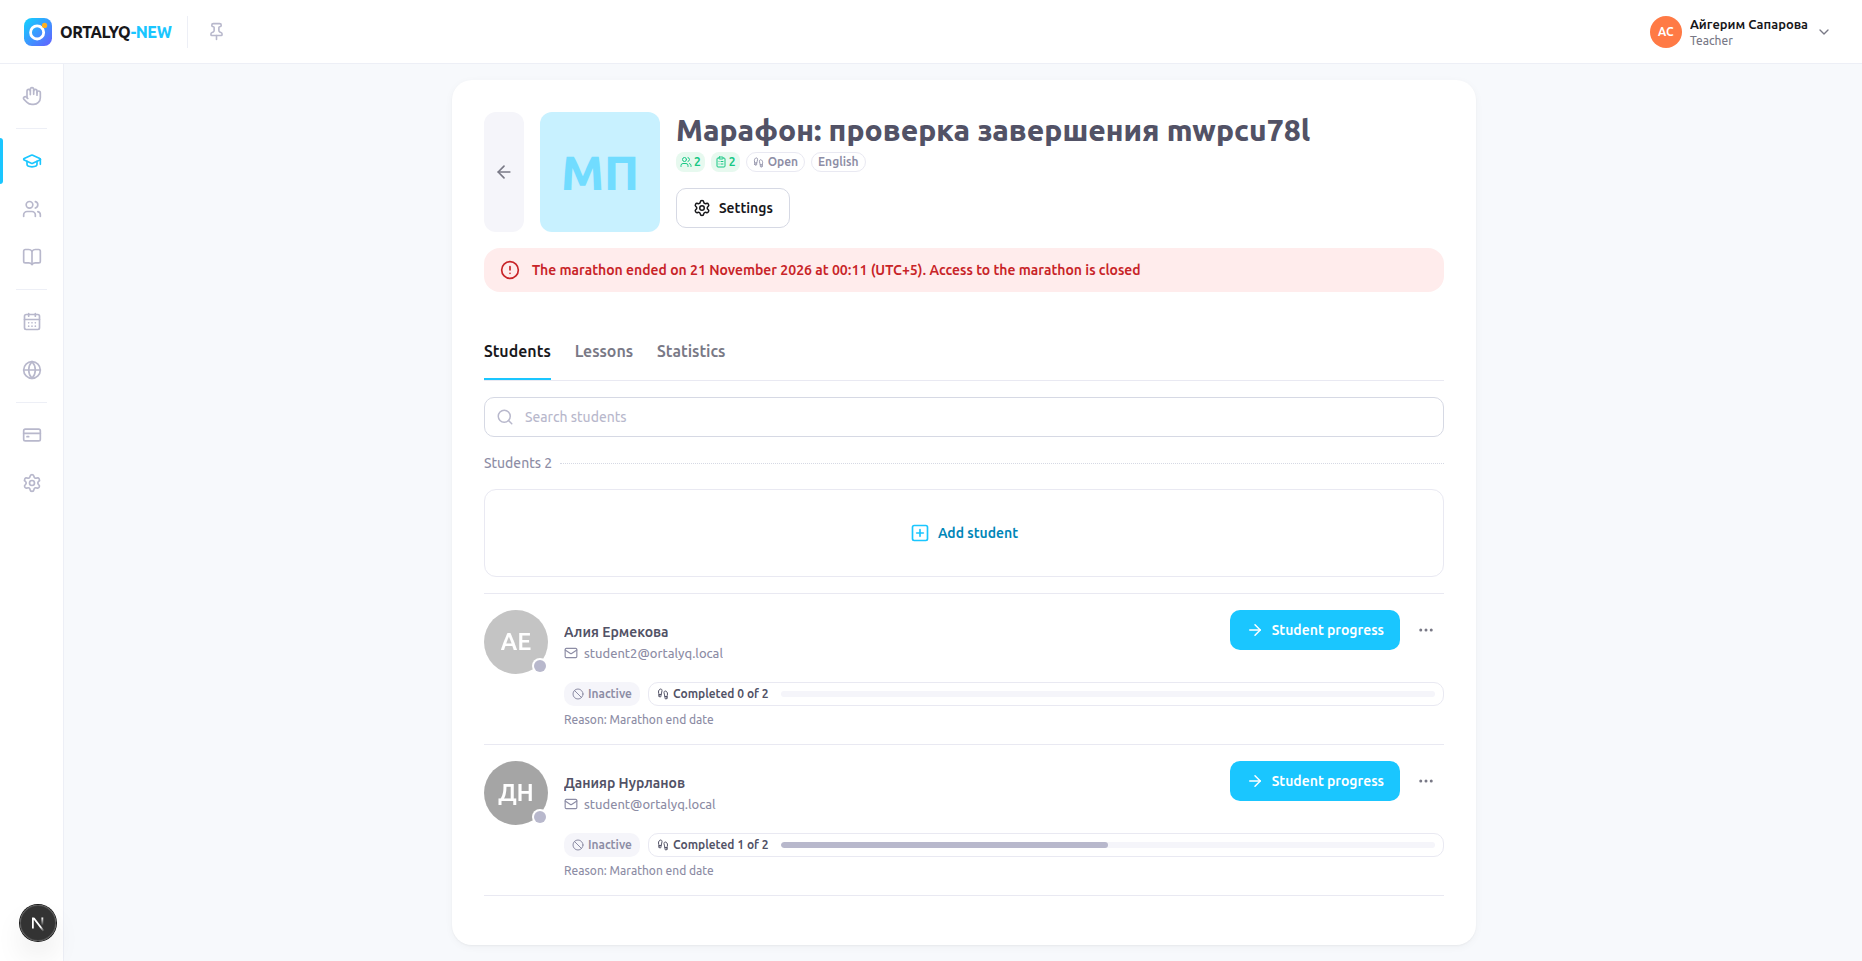 ORTALYQ-NEW
АС
Айгерим Сапарова
Teacher
МП
Марафон: проверка завершения mwpcu78l
2
2
Open
English
Settings
The marathon ended on 21 November 2026 at 00:11 (UTC+5). Access to the marathon is closed
Students
Lessons
Statistics
Search students
Students 2
Add student
АЕ
Алия Ермекова
student2@ortalyq.local
Student progress
Inactive
Completed 0 of 2
Reason: Marathon end date
ДН
Данияр Нурланов
student@ortalyq.local
Student progress
Inactive
Completed 1 of 2
Reason: Marathon end date
N